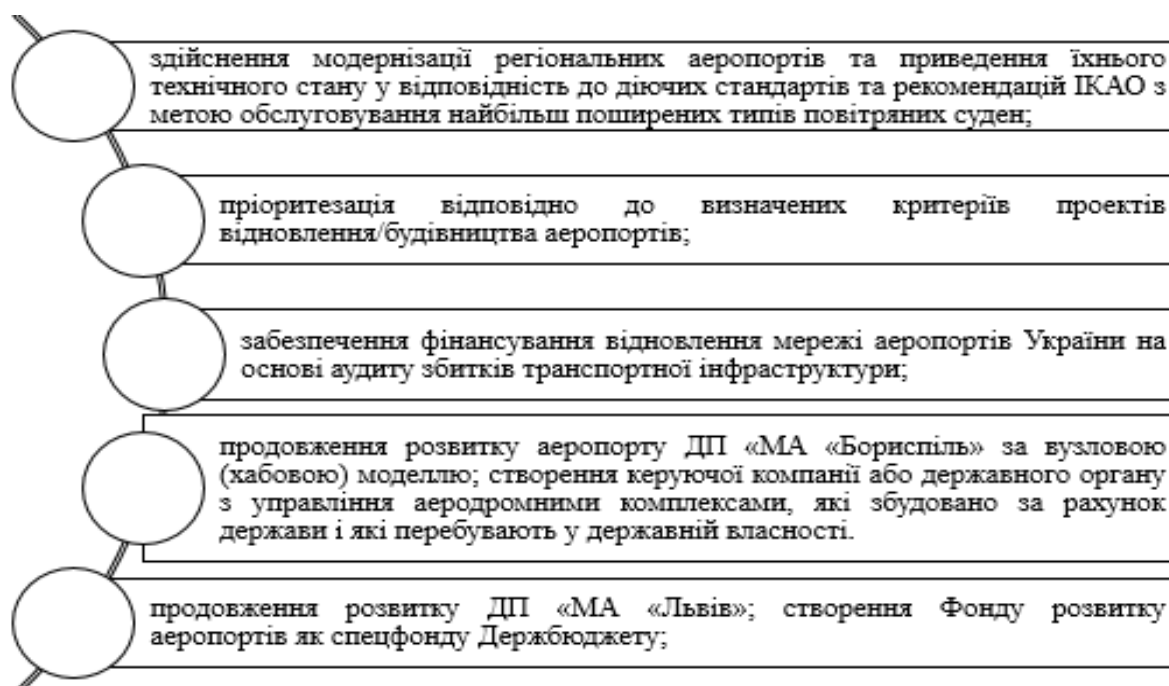 здійснення модернізації регіональних аеропортів та приведення їхнього
технічного стану у відповідність до діючих стандартів та рекомендацій ІКАО з
метою обслуговування найбільш поширених типів повітряних суден;
пріоритезація відповідно до визначених критеріїв проектів
відновлення/будівництва аеропортів;
забезпечення фінансування відновлення мережі аеропортів України на
основі аудиту збитків транспортної інфраструктури;
продовження розвитку аеропорту ДП «МА «Бориспіль» за вузловою
(хабовою) моделлю; створення керуючої компанії або державного органу
з управління аеродромними комплексами, які збудовано за рахунок
держави і які перебувають у державній власності.
продовження розвитку ДП «МА «Львів»; створення Фонду розвитку
аеропортів як спецфонду Держбюджету;